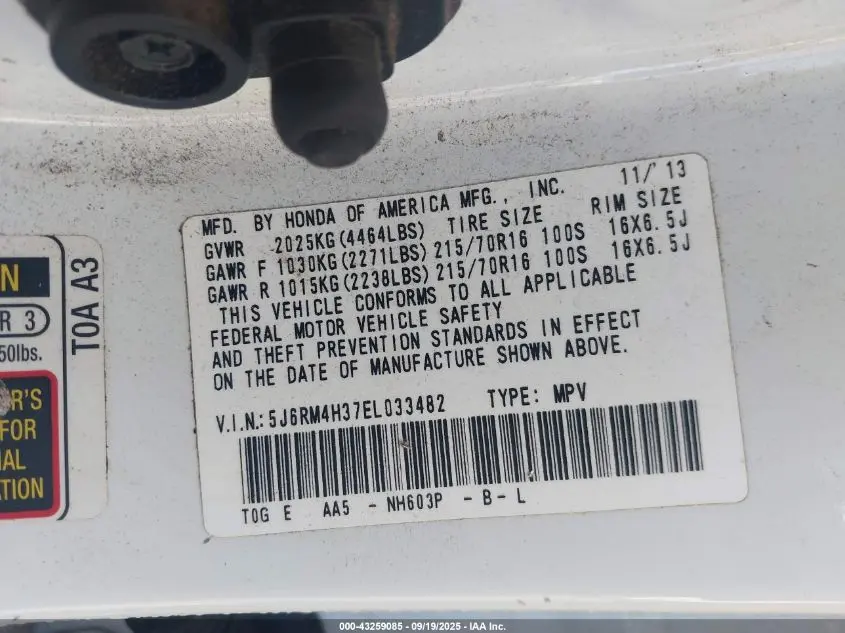 MFD. BY HONDA OF AMERICA MFG., INC. 11/'13
GVWR 2025KG(4464LBS) TIRE SIZE RIM SIZE
GAWR F 1030KG(2271LBS) 215/70R16 100S 16X6.5J
GAWR R 1015KG(2238LBS) 215/70R16 100S 16X6.5J
THIS VEHICLE CONFORMS TO ALL APPLICABLE
FEDERAL MOTOR VEHICLE SAFETY
AND THEFT PREVENTION STANDARDS IN EFFECT
ON THE DATE OF MANUFACTURE SHOWN ABOVE.
V.I.N.: 5J6RM4H37EL033482 TYPE: MPV
T0G E AA5 - NH603P - B - L
N
R 3
50lbs.
R'S
FOR
T0A A3
000-43259085 - 09/19/2025 - IAA Inc.